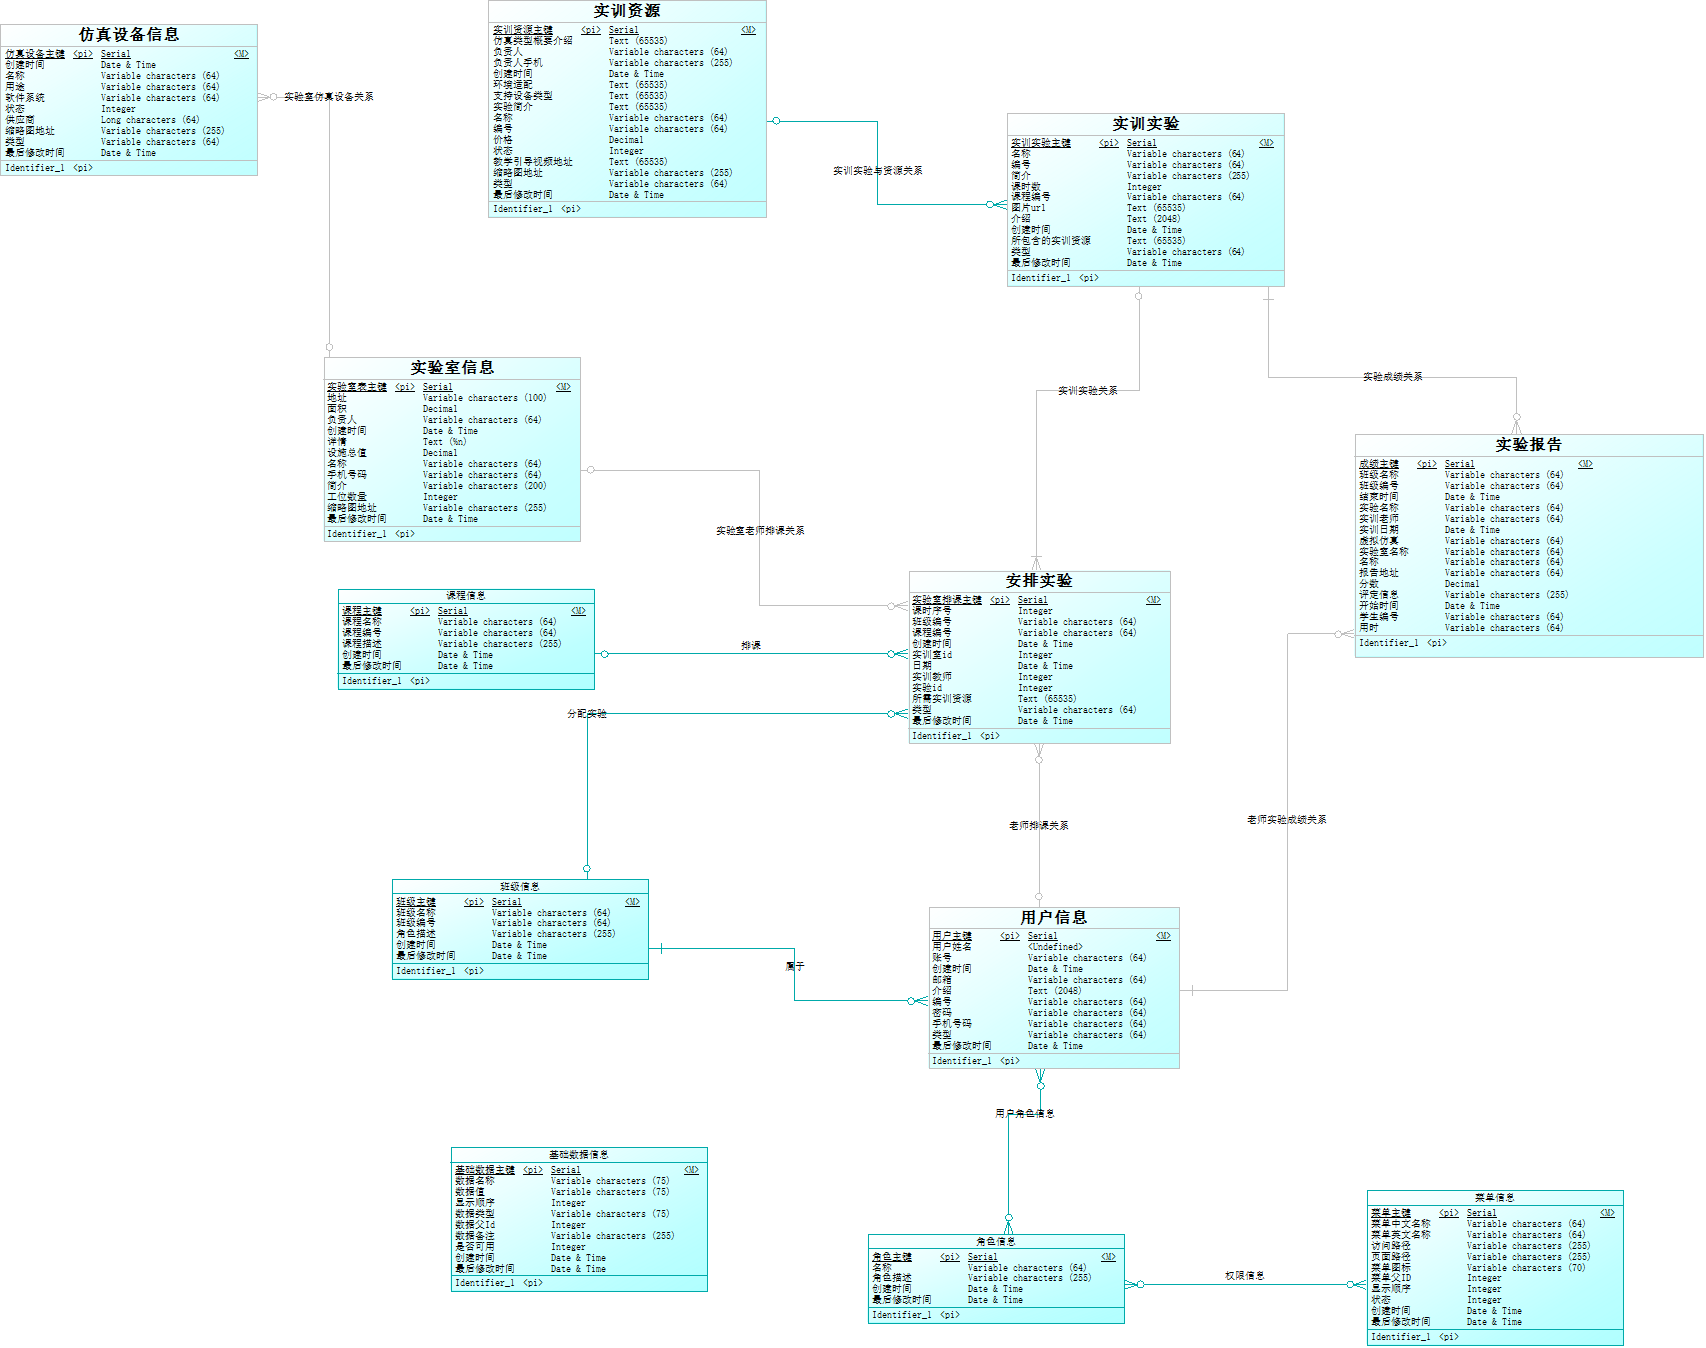 实训资源
实训资源主键 <pi> Serial <M>
仿真类型概要介绍 Text (65535)
负责人 Variable characters (64)
负责人手机 Variable characters (255)
创建时间 Date & Time
环境适配 Text (65535)
支持设备类型 Text (65535)
实验简介 Text (65535)
名称 Variable characters (64)
编号 Variable characters (64)
价格 Decimal
状态 Integer
教学引导视频地址 Text (65535)
缩略图地址 Variable characters (255)
类型 Variable characters (64)
最后修改时间 Date & Time
Identifier_1 <pi>
仿真设备信息
仿真设备主键 <pi> Serial <M>
创建时间 Date & Time
名称 Variable characters (64)
用途 Variable characters (64)
软件系统 Variable characters (64)
状态 Integer
供应商 Long characters (64)
缩略图地址 Variable characters (255)
类型 Variable characters (64)
最后修改时间 Date & Time
Identifier_1 <pi>
实验室仿真设备关系
实训实验与资源关系
实训实验
实训实验主键 <pi> Serial <M>
名称 Variable characters (64)
编号 Variable characters (64)
简介 Variable characters (255)
课时数 Integer
课程编号 Variable characters (64)
图片url Text (65535)
介绍 Text (2048)
创建时间 Date & Time
所包含的实训资源 Text (65535)
类型 Variable characters (64)
最后修改时间 Date & Time
Identifier_1 <pi>
实训实验关系
实验成绩关系
实验室信息
实验室表主键 <pi> Serial <M>
地址 Variable characters (100)
面积 Decimal
负责人 Variable characters (64)
创建时间 Date & Time
详情 Text (%n)
设施总值 Decimal
名称 Variable characters (64)
手机号码 Variable characters (64)
简介 Variable characters (200)
工位数量 Integer
缩略图地址 Variable characters (255)
最后修改时间 Date & Time
Identifier_1 <pi>
实验室老师排课关系
实验报告
成绩主键 <pi> Serial <M>
班级名称 Variable characters (64)
班级编号 Variable characters (64)
结束时间 Date & Time
实验名称 Variable characters (64)
实训老师 Variable characters (64)
实训日期 Date & Time
虚拟仿真 Variable characters (64)
实验室名称 Variable characters (64)
名称 Variable characters (64)
报告地址 Variable characters (64)
分数 Decimal
评定信息 Variable characters (255)
开始时间 Date & Time
学生编号 Variable characters (64)
用时 Variable characters (64)
Identifier_1 <pi>
安排实验
实验室排课主键 <pi> Serial <M>
课时序号 Integer
班级编号 Variable characters (64)
课程编号 Variable characters (64)
创建时间 Date & Time
实训室id Integer
日期 Date & Time
实训教师 Integer
实验id Integer
所需实训资源 Text (65535)
类型 Variable characters (64)
最后修改时间 Date & Time
Identifier_1 <pi>
课程信息
课程主键 <pi> Serial <M>
课程名称 Variable characters (64)
课程编号 Variable characters (64)
课程描述 Variable characters (255)
创建时间 Date & Time
最后修改时间 Date & Time
Identifier_1 <pi>
排课
分配实验
老师排课关系
老师实验成绩关系
班级信息
班级主键 <pi> Serial <M>
班级名称 Variable characters (64)
班级编号 Variable characters (64)
角色描述 Variable characters (255)
创建时间 Date & Time
最后修改时间 Date & Time
Identifier_1 <pi>
属于
用户信息
用户主键 <pi> Serial <M>
用户姓名 <Undefined>
账号 Variable characters (64)
创建时间 Date & Time
邮箱 Variable characters (64)
介绍 Text (2048)
编号 Variable characters (64)
密码 Variable characters (64)
手机号码 Variable characters (64)
类型 Variable characters (64)
最后修改时间 Date & Time
Identifier_1 <pi>
用户角色信息
基础数据信息
基础数据主键 <pi> Serial <M>
数据名称 Variable characters (75)
数据值 Variable characters (75)
显示顺序 Integer
数据类型 Variable characters (75)
数据父Id Integer
数据备注 Variable characters (255)
是否可用 Integer
创建时间 Date & Time
最后修改时间 Date & Time
Identifier_1 <pi>
角色信息
角色主键 <pi> Serial <M>
名称 Variable characters (64)
角色描述 Variable characters (255)
创建时间 Date & Time
最后修改时间 Date & Time
Identifier_1 <pi>
权限信息
菜单信息
菜单主键 <pi> Serial <M>
菜单中文名称 Variable characters (64)
菜单英文名称 Variable characters (64)
访问路径 Variable characters (255)
页面路径 Variable characters (255)
菜单图标 Variable characters (70)
菜单父ID Integer
显示顺序 Integer
状态 Integer
创建时间 Date & Time
最后修改时间 Date & Time
Identifier_1 <pi>